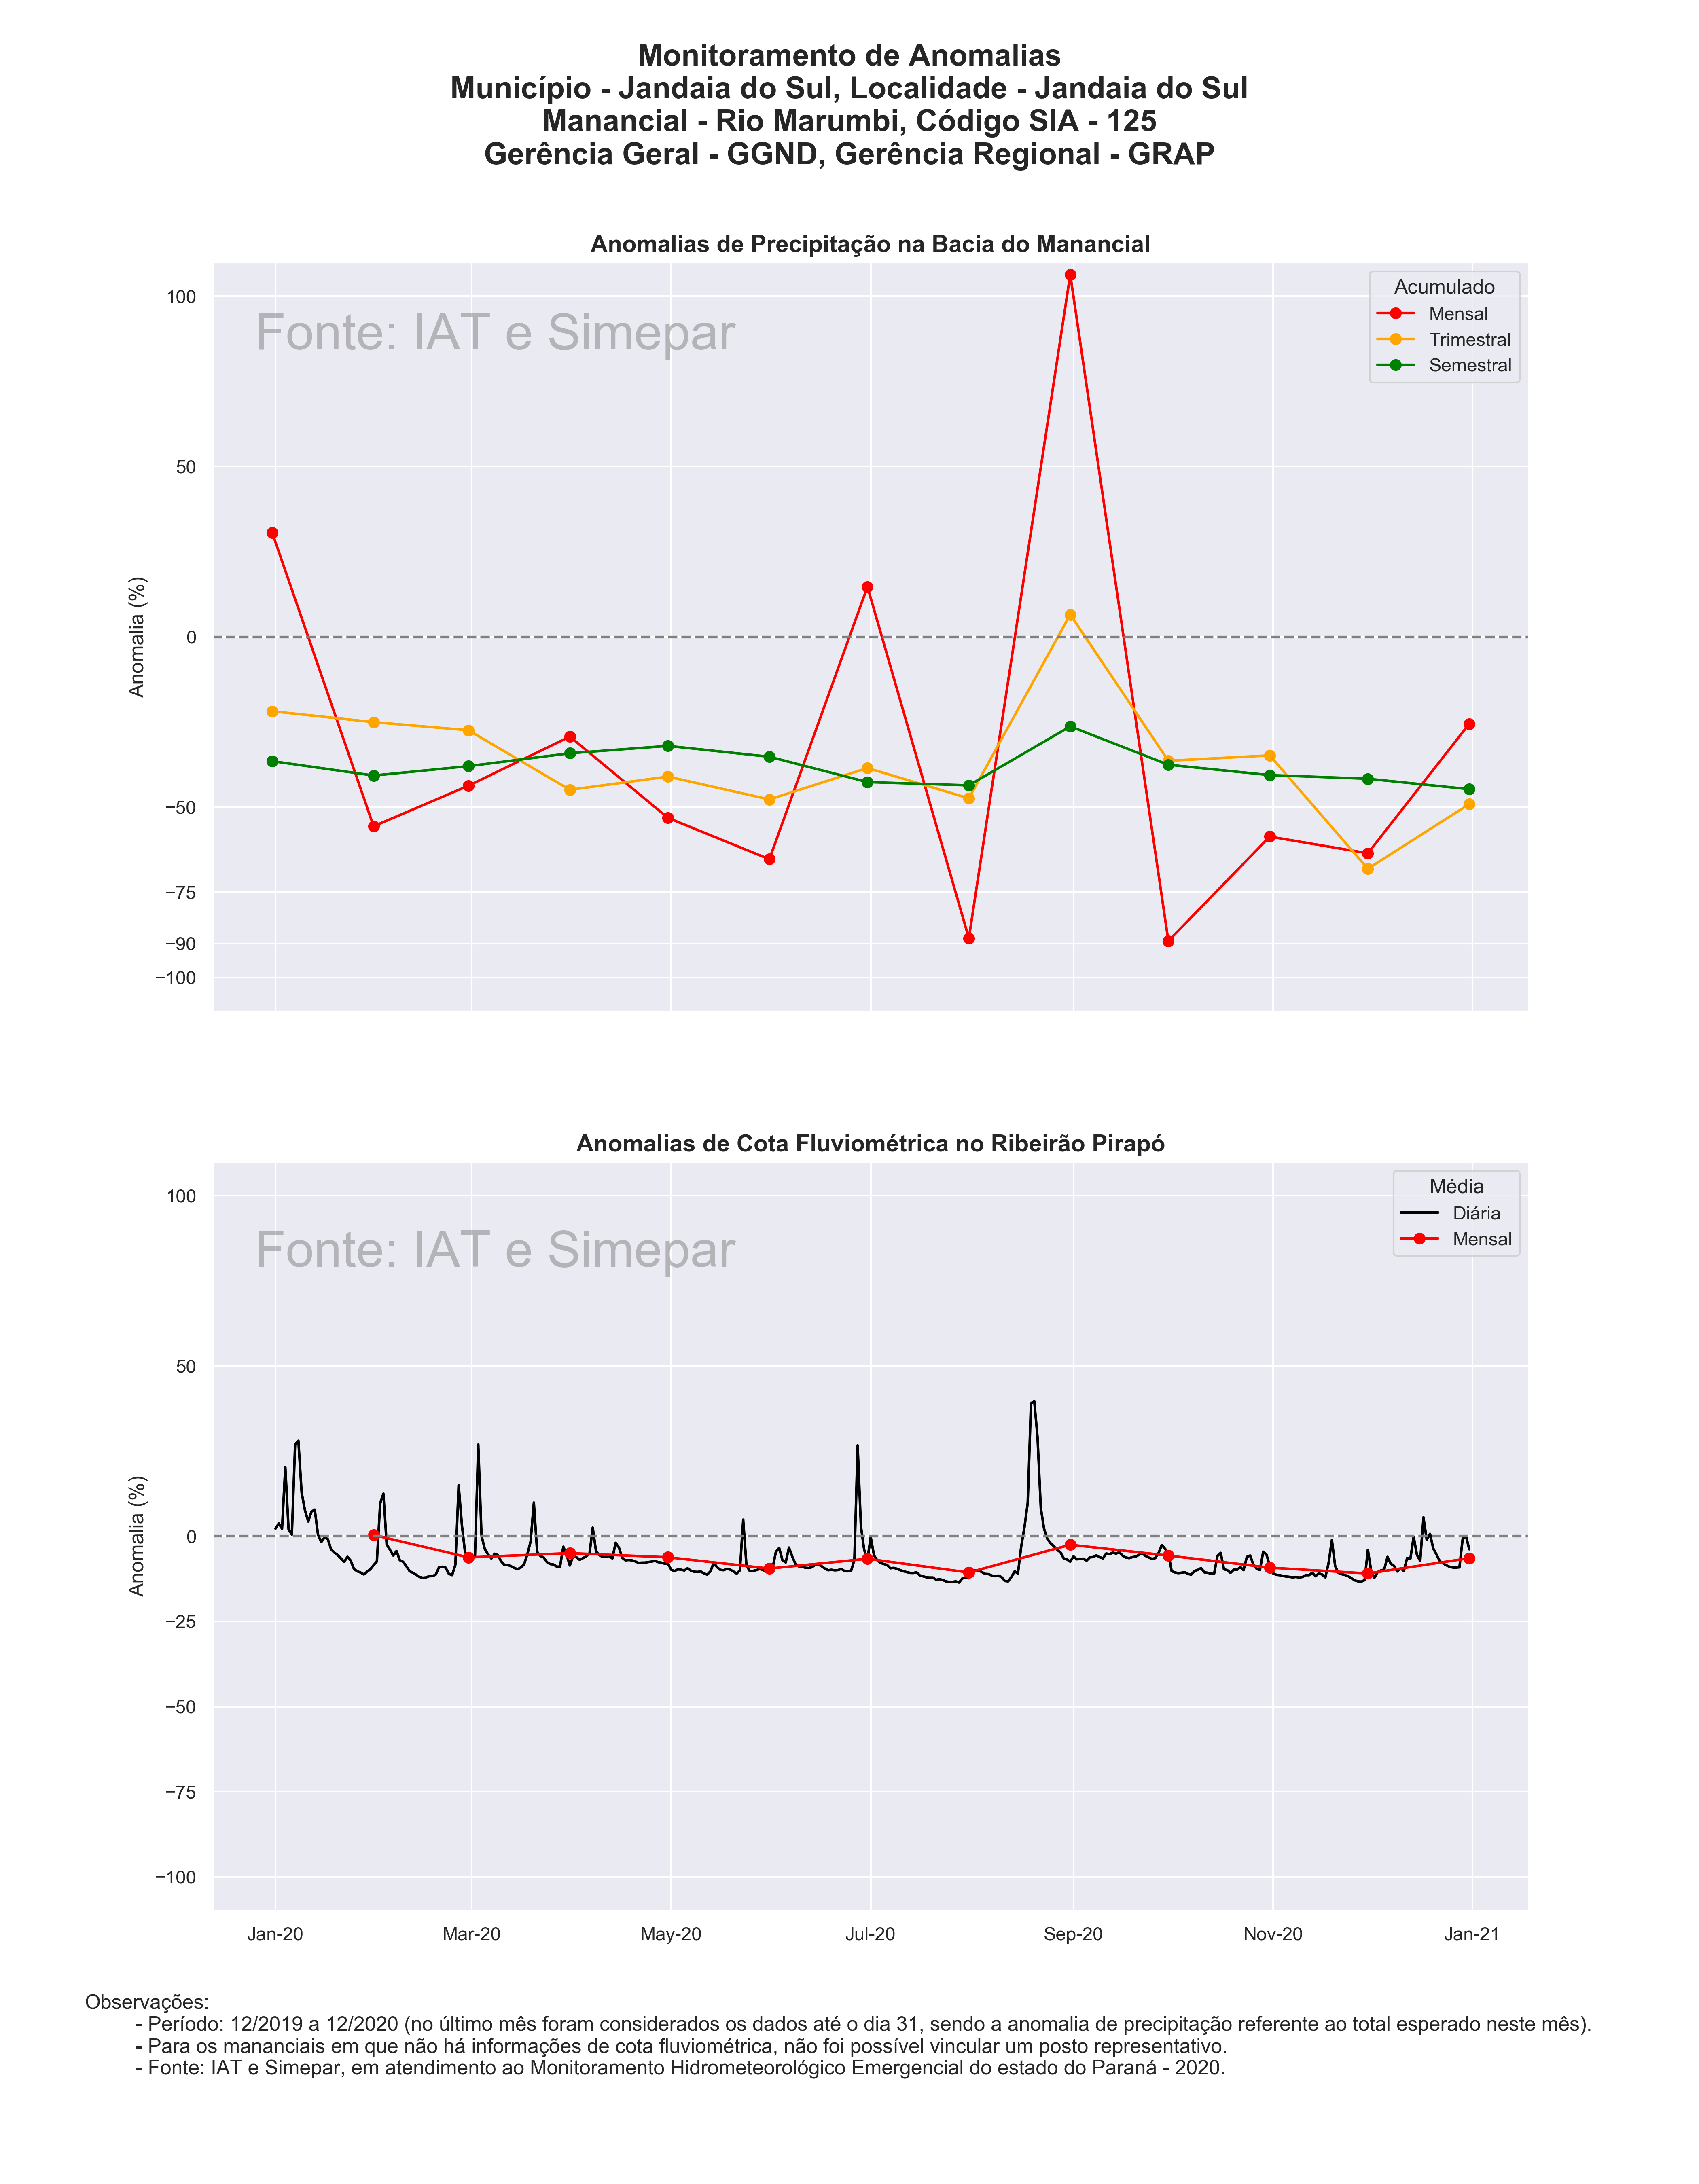 Monitoramento de Anomalias
Município - Jandaia do Sul, Localidade - Jandaia do Sul
Manancial - Rio Marumbi, Código SIA - 125
Gerência Geral - GGND, Gerência Regional - GRAP
Anomalias de Precipitação na Bacia do Manancial
Fonte: IAT e Simepar
Acumulado
Mensal
Trimestral
Semestral
Anomalia (%)
100
50
0
−50
−75
−90
−100
Anomalias de Cota Fluviométrica no Ribeirão Pirapó
Fonte: IAT e Simepar
Média
Diária
Mensal
Anomalia (%)
100
50
0
−25
−50
−75
−100
Jan-20 Mar-20 May-20 Jul-20 Sep-20 Nov-20 Jan-21
Observações:
- Período: 12/2019 a 12/2020 (no último mês foram considerados os dados até o dia 31, sendo a anomalia de precipitação referente ao total esperado neste mês).
- Para os mananciais em que não há informações de cota fluviométrica, não foi possível vincular um posto representativo.
- Fonte: IAT e Simepar, em atendimento ao Monitoramento Hidrometeorológico Emergencial do estado do Paraná - 2020.